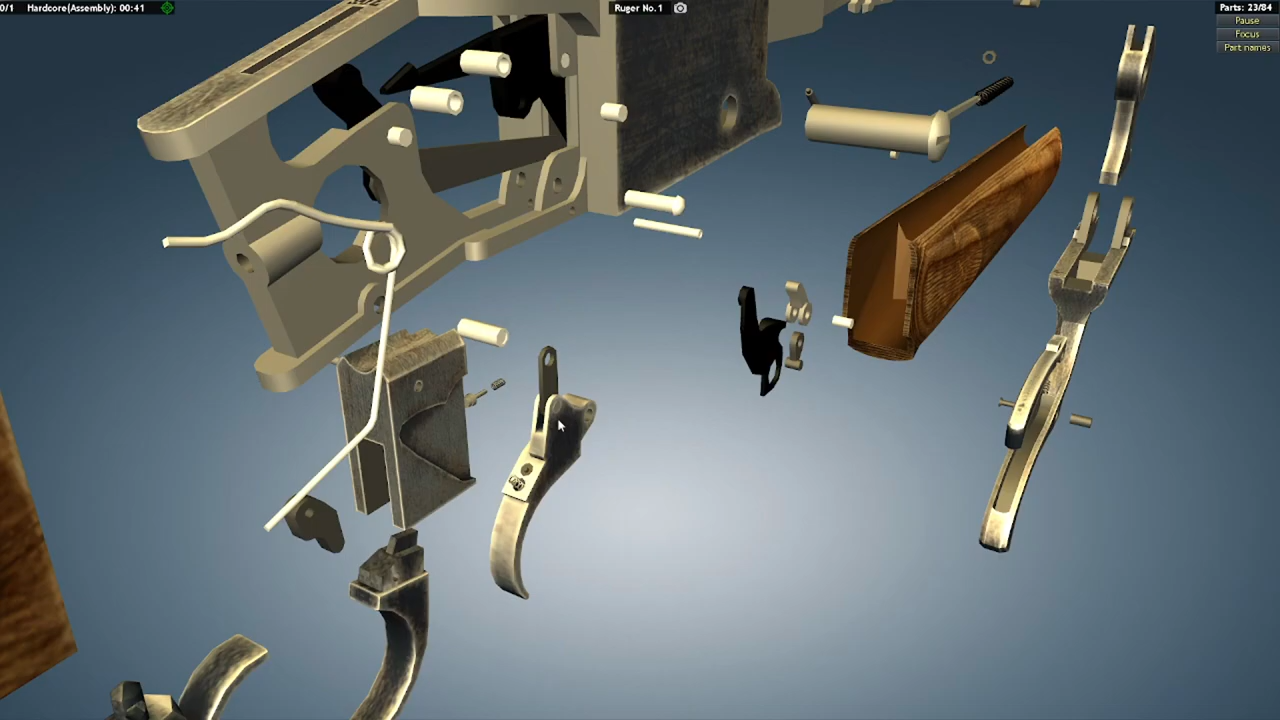 0/1 Hardcore(Assembly): 00:41
Ruger No.1
Parts: 23/84
Pause
Focus
Part names